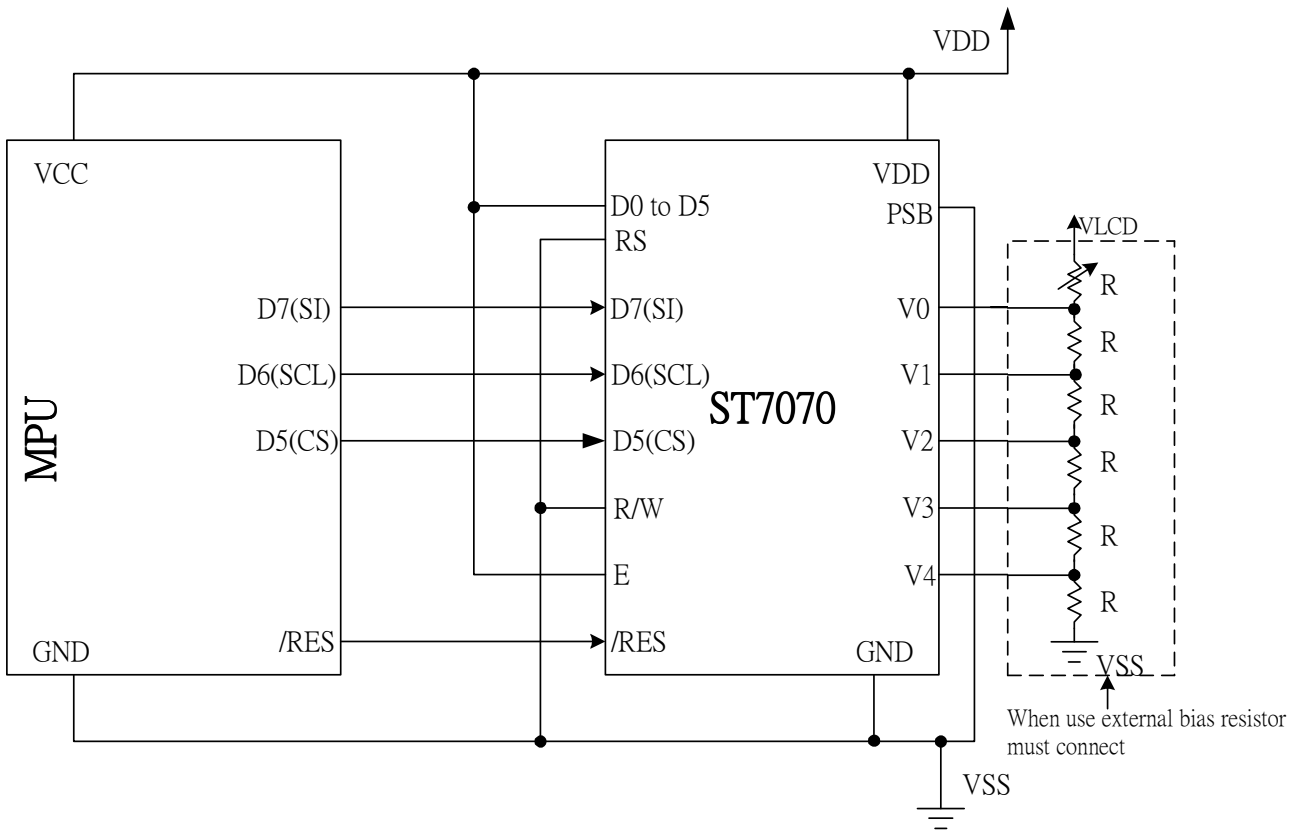 VDD
VCC
VDD
D0 to D5
PSB
RS
VLCD
R
D7(SI)
D7(SI)
V0
R
D6(SCL)
D6(SCL)
V1
ST7070
R
MPU
D5(CS)
D5(CS)
V2
R
R/W
V3
R
E
V4
R
/RES
/RES
GND
GND
VSS
When use external bias resistor
must connect
VSS